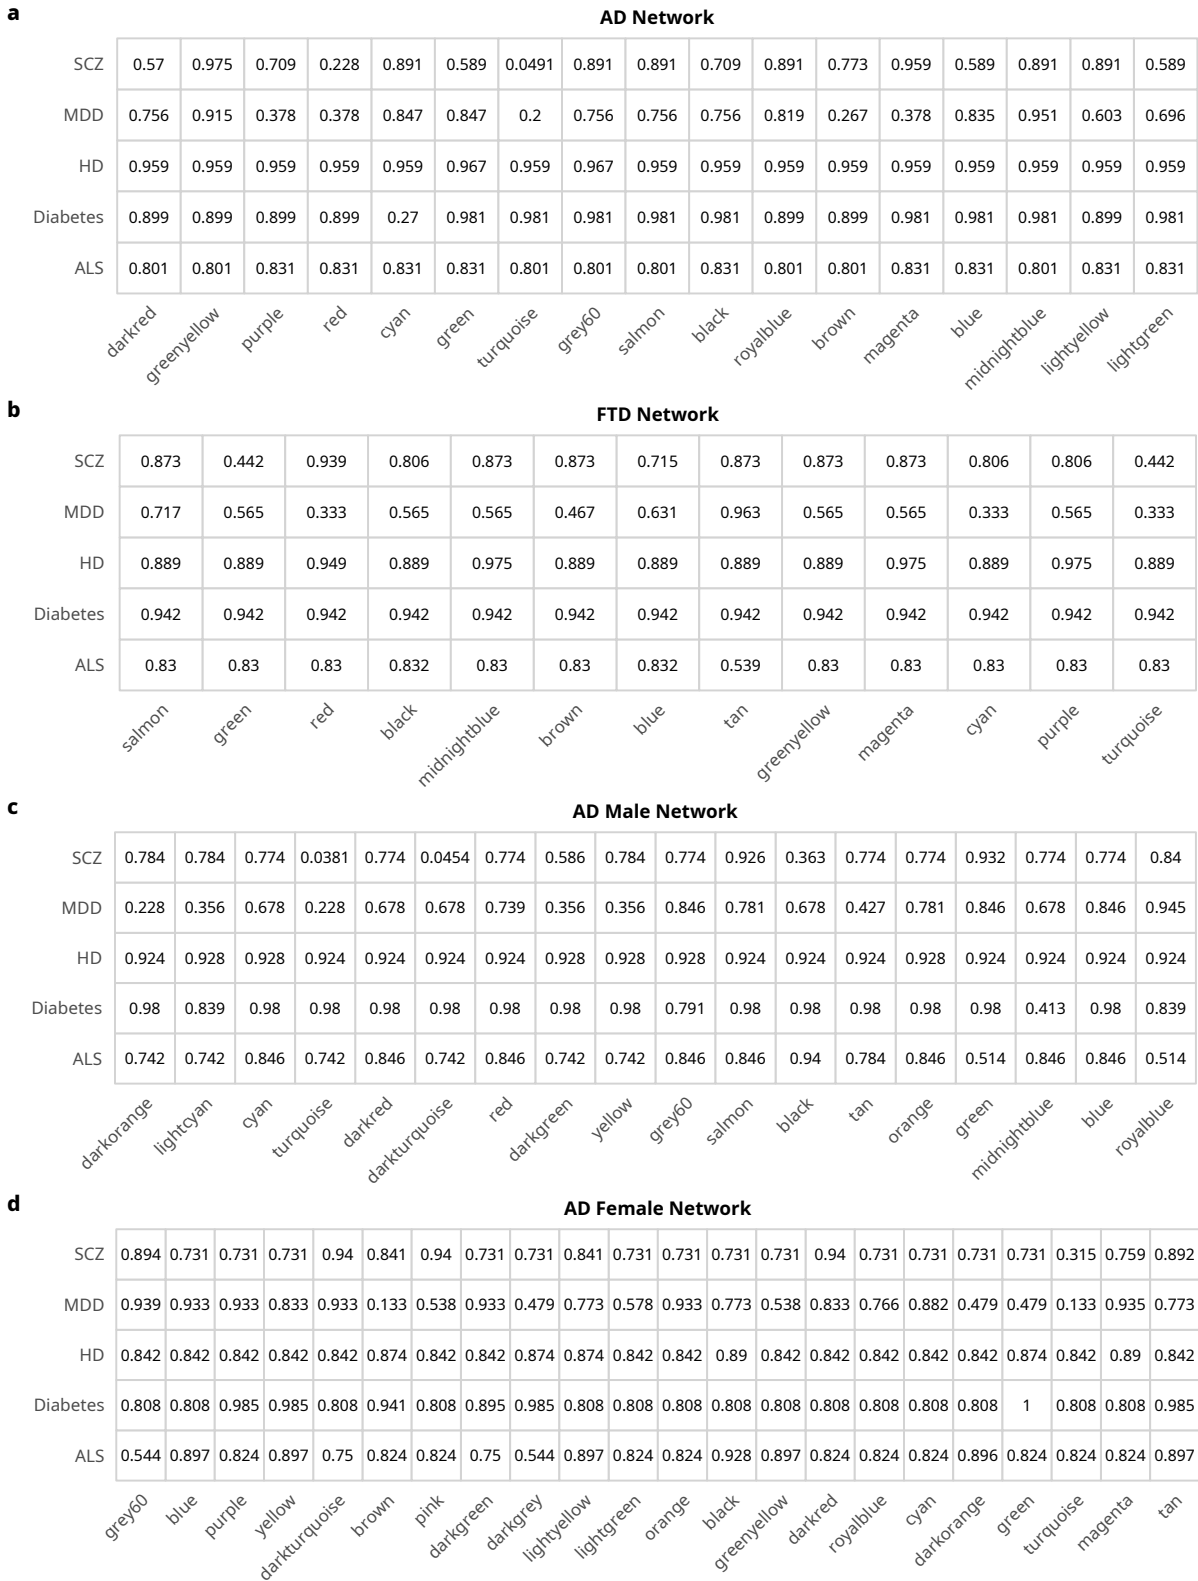 a
AD Network
SCZ 0.57 0.975 0.709 0.228 0.891 0.589 0.0491 0.891 0.891 0.709 0.891 0.773 0.959 0.589 0.891 0.891 0.589
MDD 0.756 0.915 0.378 0.378 0.847 0.847 0.2 0.756 0.756 0.756 0.819 0.267 0.378 0.835 0.951 0.603 0.696
HD 0.959 0.959 0.959 0.959 0.959 0.967 0.959 0.967 0.959 0.959 0.959 0.959 0.959 0.959 0.959 0.959 0.959
Diabetes 0.899 0.899 0.899 0.899 0.27 0.981 0.981 0.981 0.981 0.981 0.899 0.899 0.981 0.981 0.981 0.899 0.981
ALS 0.801 0.801 0.831 0.831 0.831 0.831 0.801 0.801 0.801 0.831 0.801 0.801 0.831 0.831 0.801 0.831 0.831
darkred greenyellow purple red cyan green turquoise grey60 salmon black royalblue brown magenta blue midnightblue lightyellow lightgreen
b
FTD Network
SCZ 0.873 0.442 0.939 0.806 0.873 0.873 0.715 0.873 0.873 0.873 0.806 0.806 0.442
MDD 0.717 0.565 0.333 0.565 0.565 0.467 0.631 0.963 0.565 0.565 0.333 0.565 0.333
HD 0.889 0.889 0.949 0.889 0.975 0.889 0.889 0.889 0.889 0.975 0.889 0.975 0.889
Diabetes 0.942 0.942 0.942 0.942 0.942 0.942 0.942 0.942 0.942 0.942 0.942 0.942 0.942
ALS 0.83 0.83 0.83 0.832 0.83 0.83 0.832 0.539 0.83 0.83 0.83 0.83 0.83
salmon green red black midnightblue brown blue tan greenyellow magenta cyan purple turquoise
c
AD Male Network
SCZ 0.784 0.784 0.774 0.0381 0.774 0.0454 0.774 0.586 0.784 0.774 0.926 0.363 0.774 0.774 0.932 0.774 0.774 0.84
MDD 0.228 0.356 0.678 0.228 0.678 0.678 0.739 0.356 0.356 0.846 0.781 0.678 0.427 0.781 0.846 0.678 0.846 0.945
HD 0.924 0.928 0.928 0.924 0.924 0.924 0.924 0.928 0.928 0.928 0.924 0.924 0.924 0.928 0.924 0.924 0.924 0.924
Diabetes 0.98 0.839 0.98 0.98 0.98 0.98 0.98 0.98 0.98 0.791 0.98 0.98 0.98 0.98 0.98 0.413 0.98 0.839
ALS 0.742 0.742 0.846 0.742 0.846 0.742 0.846 0.742 0.742 0.846 0.846 0.94 0.784 0.846 0.514 0.846 0.846 0.514
darkorange lightcyan cyan turquoise darkred darkturquoise red darkgreen yellow grey60 salmon black tan orange green midnightblue blue royalblue
d
AD Female Network
SCZ 0.894 0.731 0.731 0.731 0.94 0.841 0.94 0.731 0.731 0.841 0.731 0.731 0.731 0.731 0.94 0.731 0.731 0.731 0.731 0.315 0.759 0.892
MDD 0.939 0.933 0.933 0.833 0.933 0.133 0.538 0.933 0.479 0.773 0.578 0.933 0.773 0.538 0.833 0.766 0.882 0.479 0.479 0.133 0.935 0.773
HD 0.842 0.842 0.842 0.842 0.842 0.874 0.842 0.842 0.874 0.874 0.842 0.842 0.89 0.842 0.842 0.842 0.842 0.842 0.874 0.842 0.89 0.842
Diabetes 0.808 0.808 0.985 0.985 0.808 0.941 0.808 0.895 0.985 0.808 0.808 0.808 0.808 0.808 0.808 0.808 0.808 0.808 1 0.808 0.808 0.985
ALS 0.544 0.897 0.824 0.897 0.75 0.824 0.824 0.75 0.544 0.897 0.824 0.824 0.928 0.897 0.824 0.824 0.824 0.896 0.824 0.824 0.824 0.897
grey60 blue purple yellow darkturquoise brown pink darkgreen darkgrey lightyellow lightgreen orange black greenyellow darkred royalblue cyan darkorange green turquoise magenta tan